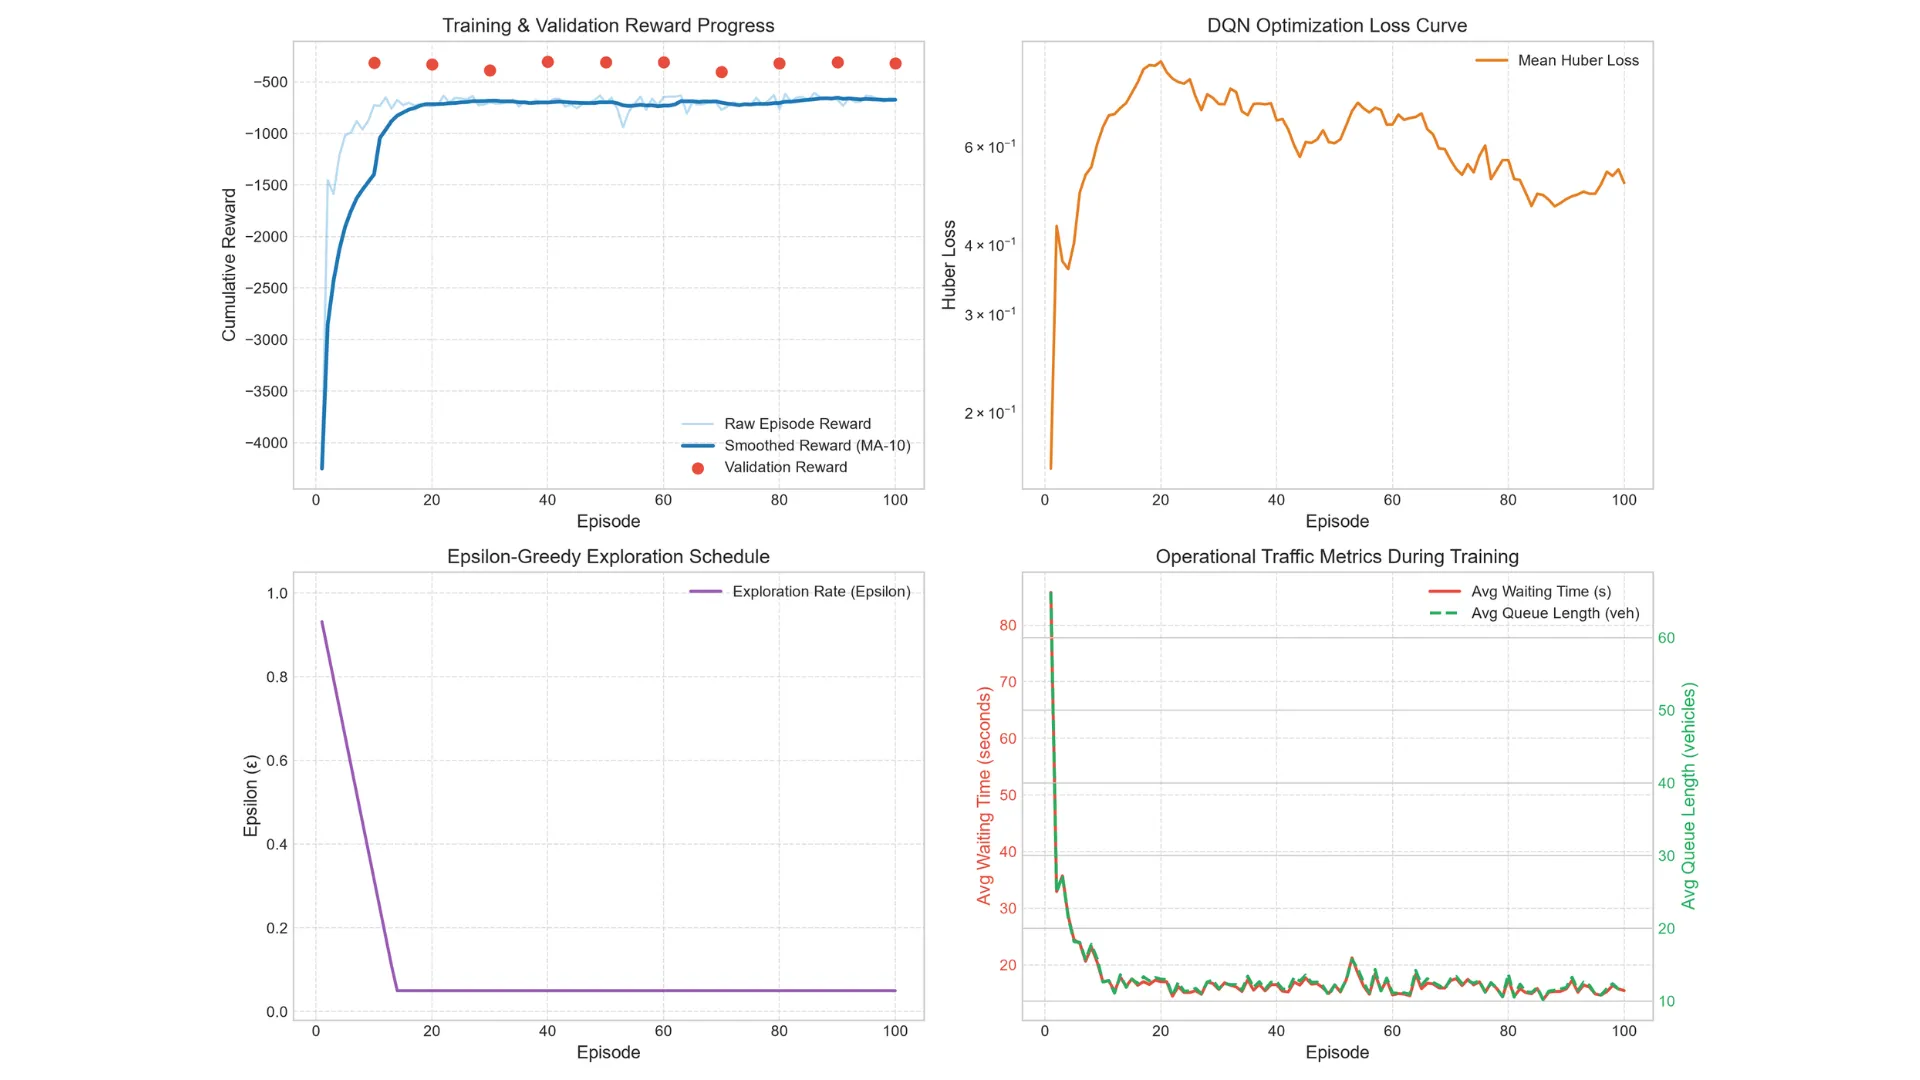 Training & Validation Reward Progress
Cumulative Reward
−500
−1000
−1500
−2000
−2500
−3000
−3500
−4000
Raw Episode Reward
Smoothed Reward (MA-10)
Validation Reward
0 20 40 60 80 100
Episode
DQN Optimization Loss Curve
Huber Loss
6 × 10⁻¹
4 × 10⁻¹
3 × 10⁻¹
2 × 10⁻¹
Mean Huber Loss
0 20 40 60 80 100
Episode
Epsilon-Greedy Exploration Schedule
Epsilon (ε)
1.0
0.8
0.6
0.4
0.2
0.0
Exploration Rate (Epsilon)
0 20 40 60 80 100
Episode
Operational Traffic Metrics During Training
Avg Waiting Time (seconds)
80
70
60
50
40
30
20
Avg Waiting Time (s)
Avg Queue Length (veh)
60
50
40
30
20
10
Avg Queue Length (vehicles)
0 20 40 60 80 100
Episode